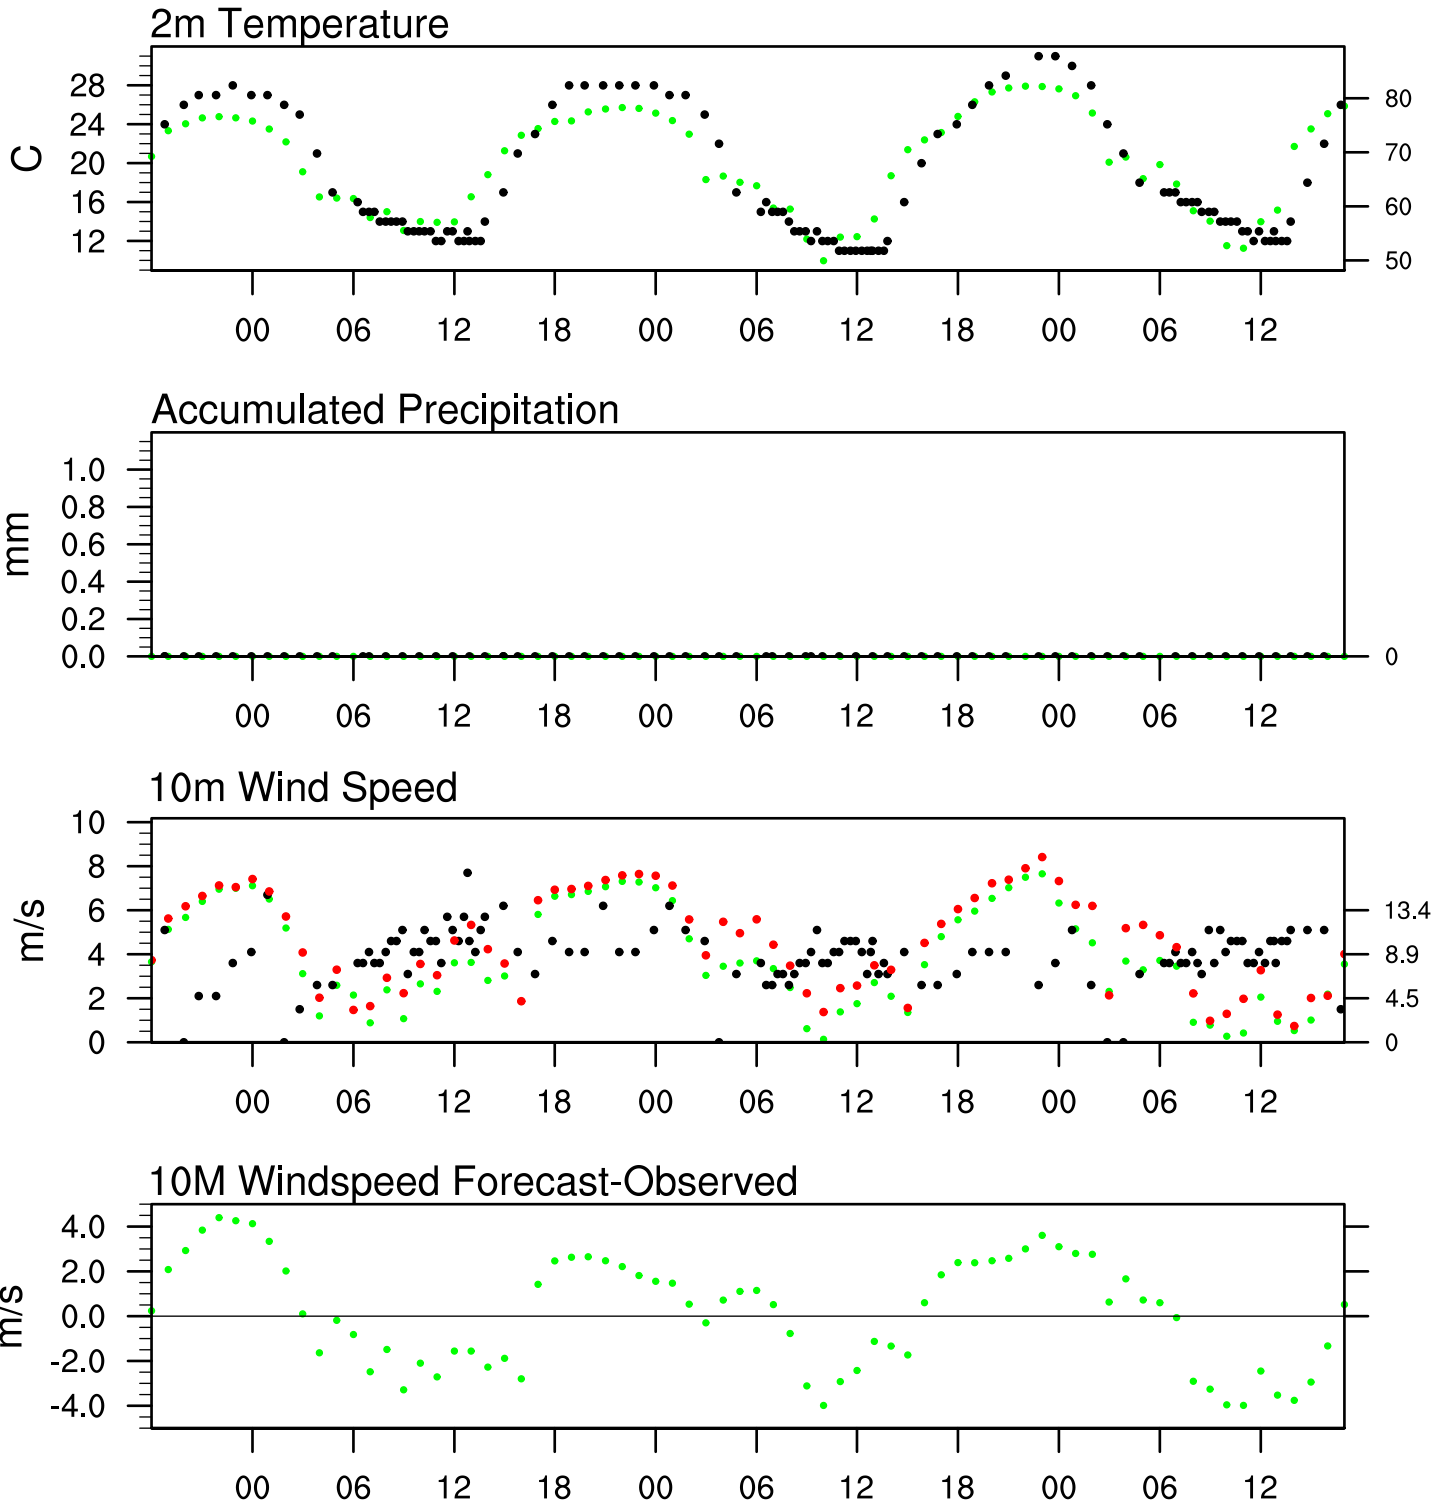 2m Temperature
C
28
24
20
16
12
80
70
60
50
00 06 12 18 00 06 12 18 00 06 12
Accumulated Precipitation
mm
1.0
0.8
0.6
0.4
0.2
0.0
0
00 06 12 18 00 06 12 18 00 06 12
10m Wind Speed
m/s
10
8
6
4
2
0
13.4
8.9
4.5
0
00 06 12 18 00 06 12 18 00 06 12
10M Windspeed Forecast-Observed
m/s
4.0
2.0
0.0
-2.0
-4.0
00 06 12 18 00 06 12 18 00 06 12